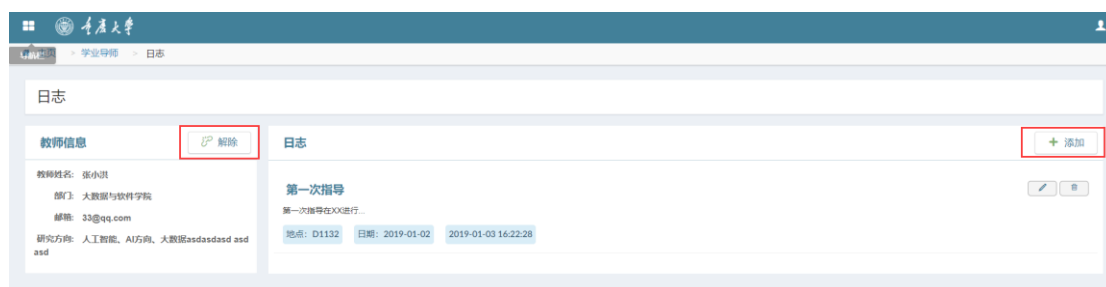 重庆大学
学业导师 > 日志
日志
教师信息
解除
教师姓名: 张小洪
部门: 大数据与软件学院
邮箱: 33@qq.com
研究方向: 人工智能、AI方向、大数据asdasdasd asd
asd
日志
添加
第一次指导
第一次指导在XX进行...
地点: D1132 日期: 2019-01-02 2019-01-03 16:22:28